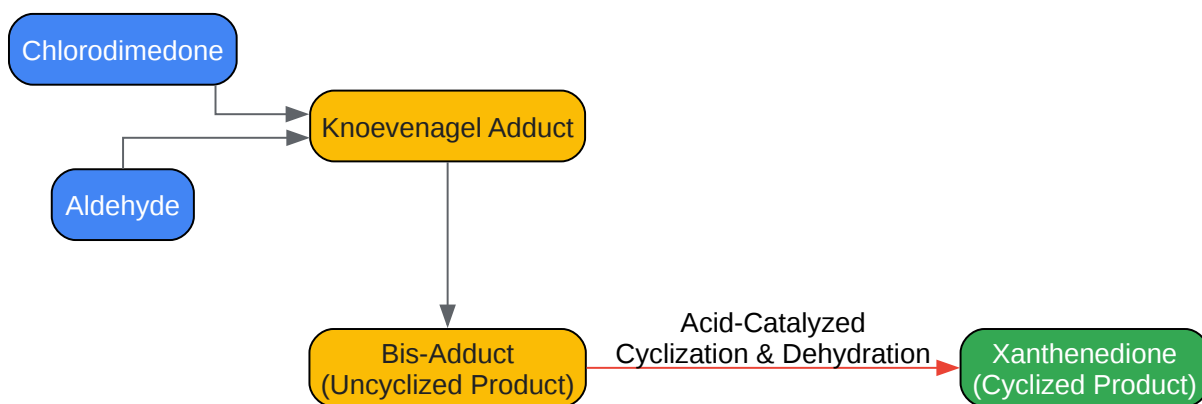 Chlorodimedone
Knoevenagel Adduct
Aldehyde
Bis-Adduct
(Uncyclized Product)
Acid-Catalyzed
Cyclization & Dehydration
Xanthenedione
(Cyclized Product)